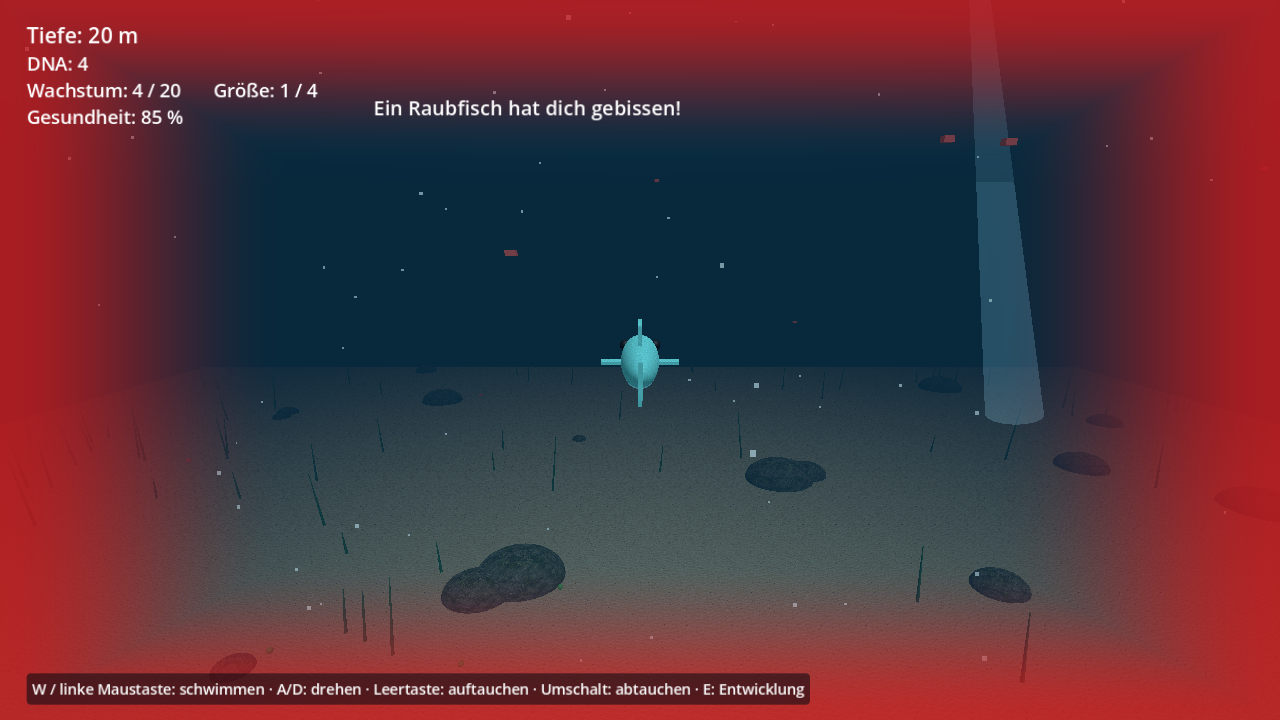 Tiefe: 20 m
DNA: 4
Wachstum: 4 / 20 Größe: 1 / 4
Gesundheit: 85 %
Ein Raubfisch hat dich gebissen!
W / linke Maustaste: schwimmen · A/D: drehen · Leertaste: auftauchen · Umschalt: abtauchen · E: Entwicklung